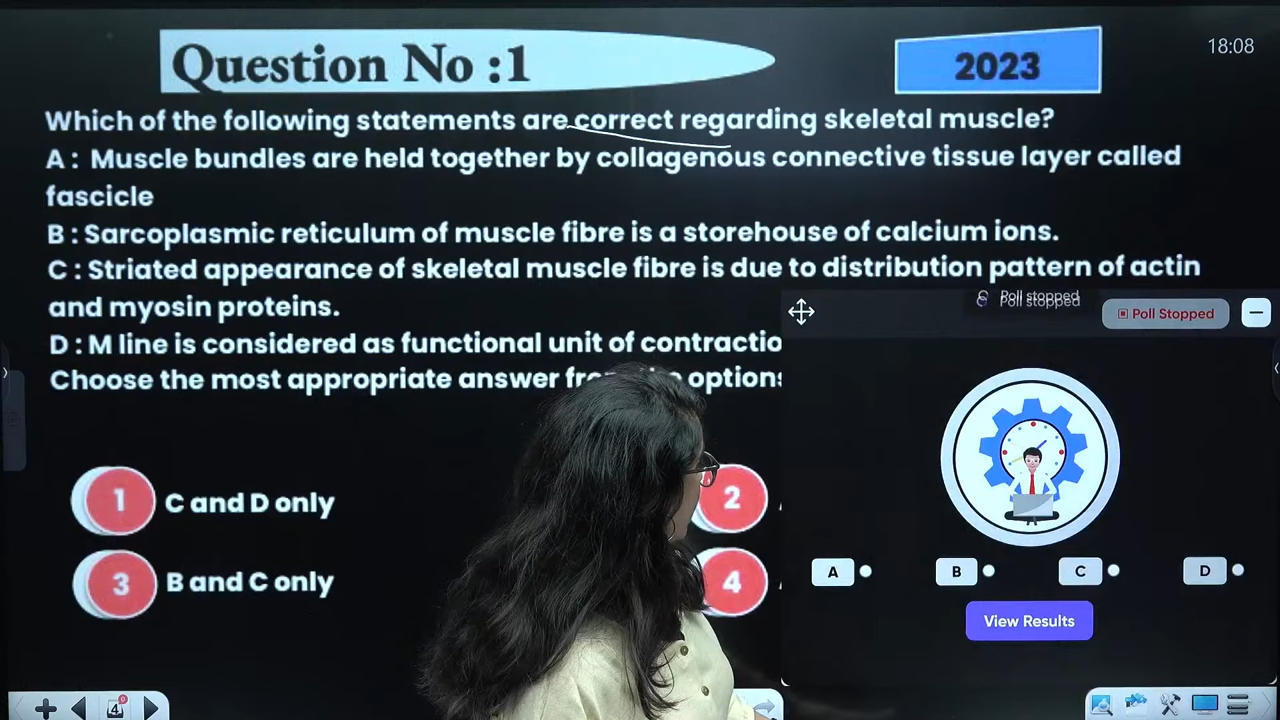 Question No :1
2023
18:08
Which of the following statements are correct regarding skeletal muscle?
A : Muscle bundles are held together by collagenous connective tissue layer called
fascicle
B : Sarcoplasmic reticulum of muscle fibre is a storehouse of calcium ions.
C : Striated appearance of skeletal muscle fibre is due to distribution pattern of actin
and myosin proteins.
D : M line is considered as functional unit of contractio
Choose the most appropriate answer options
Poll stopped
Poll stopped
Poll Stopped
1 C and D only
2
3 B and C only
4
A
B
C
D
View Results
4